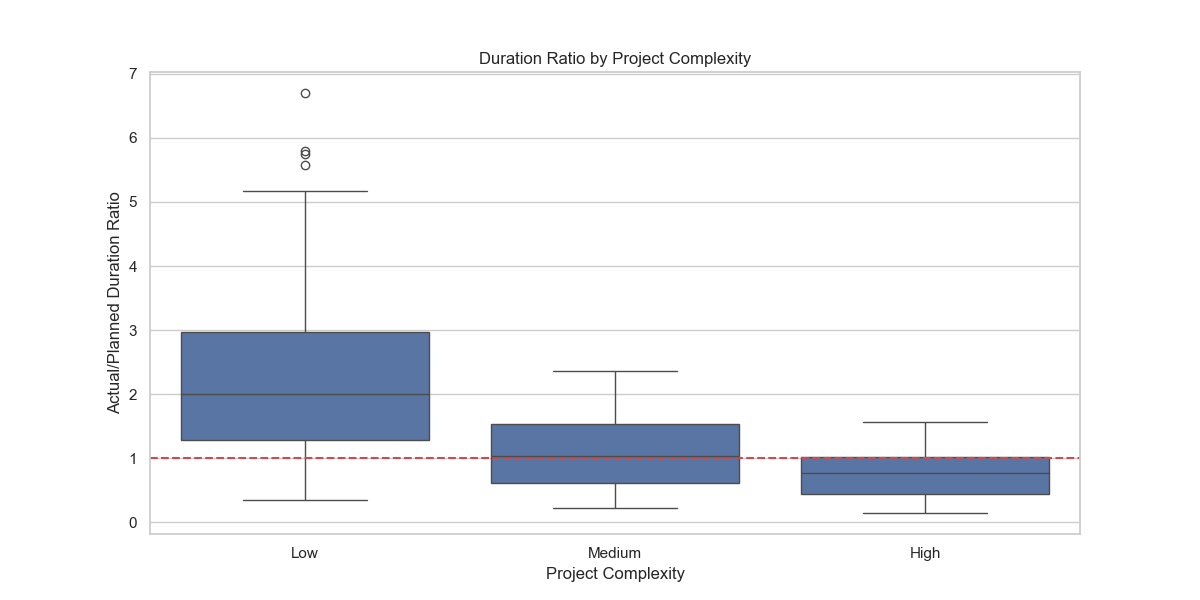 Duration Ratio by Project Complexity
Actual/Planned Duration Ratio
7
6
5
4
3
2
1
0
Low
Medium
High
Project Complexity